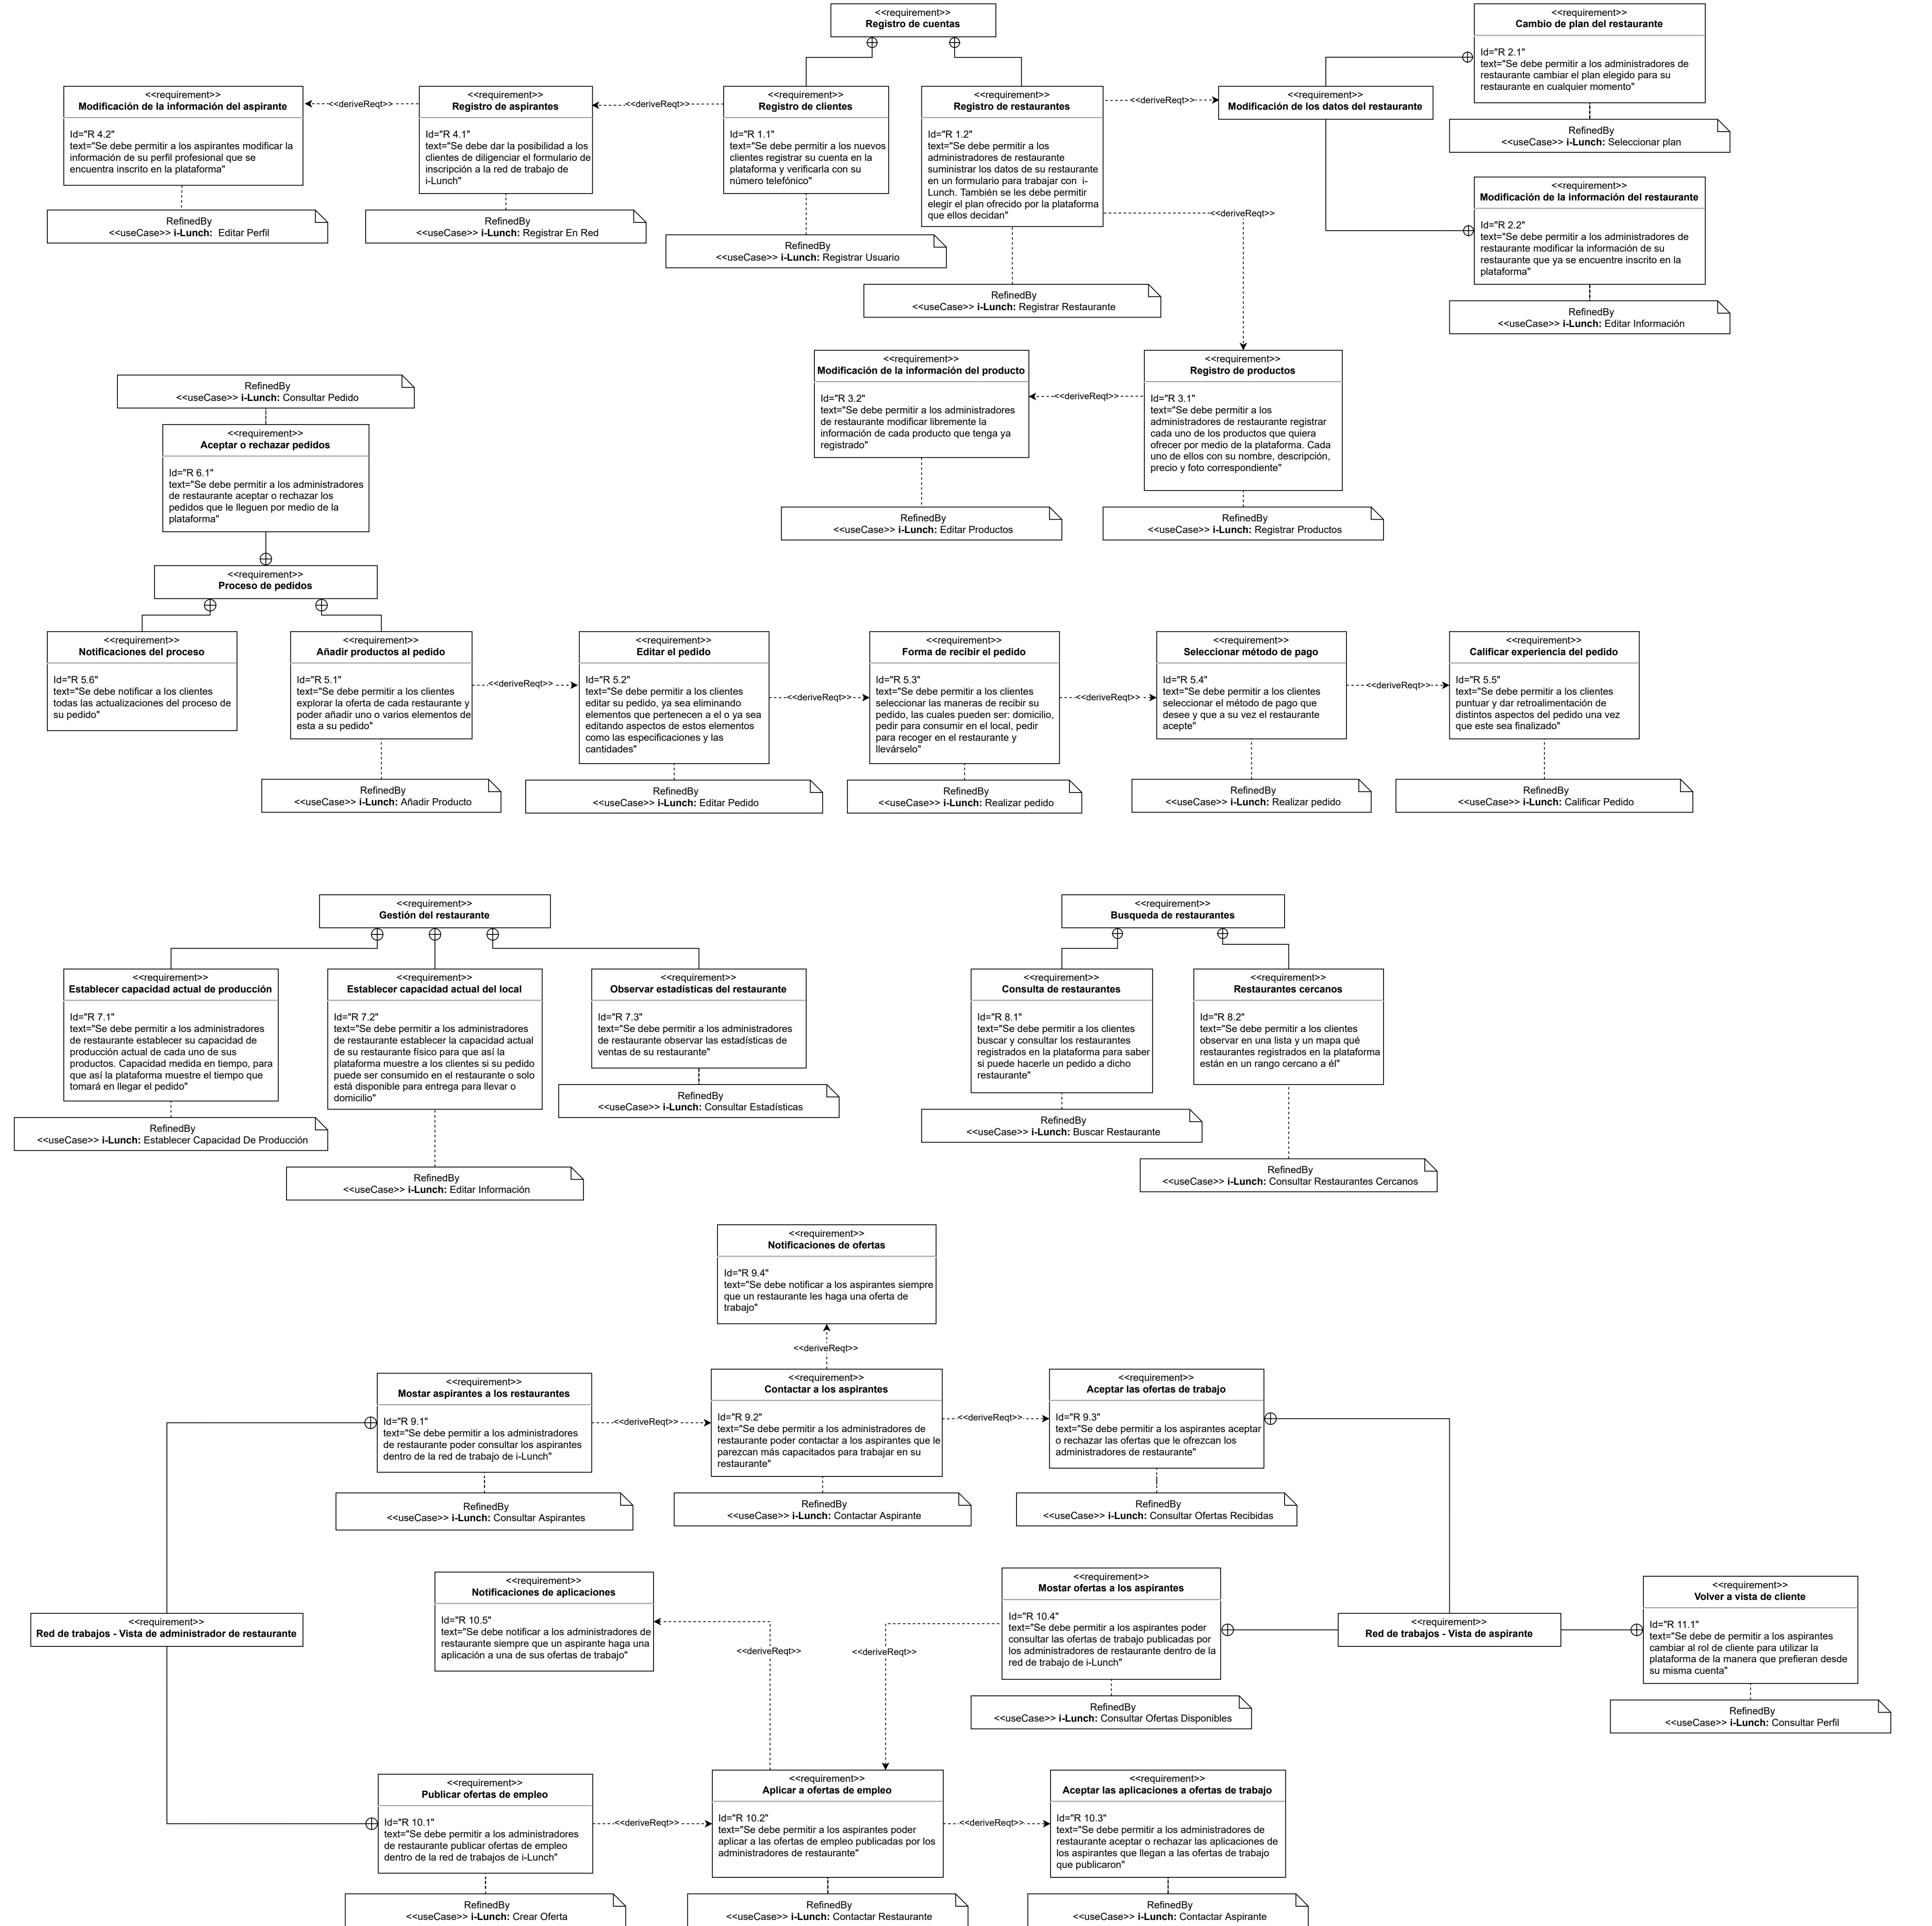 <<requirement>>
Registro de cuentas
<<requirement>>
Cambio de plan del restaurante
Id="R 2.1"
text="Se debe permitir a los administradores de
restaurante cambiar el plan elegido para su
restaurante en cualquier momento"
RefinedBy
<<useCase>> i-Lunch: Seleccionar plan
<<requirement>>
Modificación de la información del aspirante
Id="R 4.2"
text="Se debe permitir a los aspirantes modificar la
información de su perfil profesional que se
encuentra inscrito en la plataforma"
RefinedBy
<<useCase>> i-Lunch:  Editar Perfil
<<deriveReqt>>
<<requirement>>
Registro de aspirantes
Id="R 4.1"
text="Se debe dar la posibilidad a los
clientes de diligenciar el formulario de
inscripción a la red de trabajo de
i-Lunch"
RefinedBy
<<useCase>> i-Lunch: Registrar En Red
<<deriveReqt>>
<<requirement>>
Registro de clientes
Id="R 1.1"
text="Se debe permitir a los nuevos
clientes registrar su cuenta en la
plataforma y verificarla con su
número telefónico"
RefinedBy
<<useCase>> i-Lunch: Registrar Usuario
<<requirement>>
Registro de restaurantes
Id="R 1.2"
text="Se debe permitir a los
administradores de restaurante
suministrar los datos de su restaurante
en un formulario para trabajar con  i-
Lunch. También se les debe permitir
elegir el plan ofrecido por la plataforma
que ellos decidan"
RefinedBy
<<useCase>> i-Lunch: Registrar Restaurante
<<deriveReqt>>
<<requirement>>
Modificación de los datos del restaurante
<<requirement>>
Modificación de la información del restaurante
Id="R 2.2"
text="Se debe permitir a los administradores de
restaurante modificar la información de su
restaurante que ya se encuentre inscrito en la
plataforma"
RefinedBy
<<useCase>> i-Lunch: Editar Información
<<deriveReqt>>
<<requirement>>
Modificación de la información del producto
Id="R 3.2"
text="Se debe permitir a los administradores
de restaurante modificar libremente la
información de cada producto que tenga ya
registrado"
RefinedBy
<<useCase>> i-Lunch: Editar Productos
<<deriveReqt>>
<<requirement>>
Registro de productos
Id="R 3.1"
text="Se debe permitir a los
administradores de restaurante registrar
cada uno de los productos que quiera
ofrecer por medio de la plataforma. Cada
uno de ellos con su nombre, descripción,
precio y foto correspondiente"
RefinedBy
<<useCase>> i-Lunch: Registrar Productos
RefinedBy
<<useCase>> i-Lunch: Consultar Pedido
<<requirement>>
Aceptar o rechazar pedidos
Id="R 6.1"
text="Se debe permitir a los administradores
de restaurante aceptar o rechazar los
pedidos que le lleguen por medio de la
plataforma"
<<requirement>>
Proceso de pedidos
<<requirement>>
Notificaciones del proceso
Id="R 5.6"
text="Se debe notificar a los clientes
todas las actualizaciones del proceso de
su pedido"
<<requirement>>
Añadir productos al pedido
Id="R 5.1"
text="Se debe permitir a los clientes
explorar la oferta de cada restaurante y
poder añadir uno o varios elementos de
esta a su pedido"
RefinedBy
<<useCase>> i-Lunch: Añadir Producto
<<deriveReqt>>
<<requirement>>
Editar el pedido
Id="R 5.2"
text="Se debe permitir a los clientes
editar su pedido, ya sea eliminando
elementos que pertenecen a el o ya sea
editando aspectos de estos elementos
como las especificaciones y las
cantidades"
RefinedBy
<<useCase>> i-Lunch: Editar Pedido
<<deriveReqt>>
<<requirement>>
Forma de recibir el pedido
Id="R 5.3"
text="Se debe permitir a los clientes
seleccionar las maneras de recibir su
pedido, las cuales pueden ser: domicilio,
pedir para consumir en el local, pedir
para recoger en el restaurante y
llevárselo"
RefinedBy
<<useCase>> i-Lunch: Realizar pedido
<<deriveReqt>>
<<requirement>>
Seleccionar método de pago
Id="R 5.4"
text="Se debe permitir a los clientes
seleccionar el método de pago que
desee y que a su vez el restaurante
acepte"
RefinedBy
<<useCase>> i-Lunch: Realizar pedido
<<deriveReqt>>
<<requirement>>
Calificar experiencia del pedido
Id="R 5.5"
text="Se debe permitir a los clientes
puntuar y dar retroalimentación de
distintos aspectos del pedido una vez
que este sea finalizado"
RefinedBy
<<useCase>> i-Lunch: Calificar Pedido
<<requirement>>
Gestión del restaurante
<<requirement>>
Establecer capacidad actual de producción
Id="R 7.1"
text="Se debe permitir a los administradores
de restaurante establecer su capacidad de
producción actual de cada uno de sus
productos. Capacidad medida en tiempo, para
que así la plataforma muestre el tiempo que
tomará en llegar el pedido"
RefinedBy
<<useCase>> i-Lunch: Establecer Capacidad De Producción
<<requirement>>
Establecer capacidad actual del local
Id="R 7.2"
text="Se debe permitir a los administradores
de restaurante establecer la capacidad actual
de su restaurante físico para que así la
plataforma muestre a los clientes si su pedido
puede ser consumido en el restaurante o solo
está disponible para entrega para llevar o
domicilio"
RefinedBy
<<useCase>> i-Lunch: Editar Información
<<requirement>>
Observar estadísticas del restaurante
Id="R 7.3"
text="Se debe permitir a los administradores
de restaurante observar las estadísticas de
ventas de su restaurante"
RefinedBy
<<useCase>> i-Lunch: Consultar Estadísticas
<<requirement>>
Busqueda de restaurantes
<<requirement>>
Consulta de restaurantes
Id="R 8.1"
text="Se debe permitir a los clientes
buscar y consultar los restaurantes
registrados en la plataforma para saber
si puede hacerle un pedido a dicho
restaurante"
RefinedBy
<<useCase>> i-Lunch: Buscar Restaurante
<<requirement>>
Restaurantes cercanos
Id="R 8.2"
text="Se debe permitir a los clientes
observar en una lista y un mapa qué
restaurantes registrados en la plataforma
están en un rango cercano a él"
RefinedBy
<<useCase>> i-Lunch: Consultar Restaurantes Cercanos
<<requirement>>
Notificaciones de ofertas
Id="R 9.4"
text="Se debe notificar a los aspirantes siempre
que un restaurante les haga una oferta de
trabajo"
<<deriveReqt>>
<<requirement>>
Mostar aspirantes a los restaurantes
Id="R 9.1"
text="Se debe permitir a los administradores
de restaurante poder consultar los aspirantes
dentro de la red de trabajo de i-Lunch"
RefinedBy
<<useCase>> i-Lunch: Consultar Aspirantes
<<deriveReqt>>
<<requirement>>
Contactar a los aspirantes
Id="R 9.2"
text="Se debe permitir a los administradores de
restaurante poder contactar a los aspirantes que le
parezcan más capacitados para trabajar en su
restaurante"
RefinedBy
<<useCase>> i-Lunch: Contactar Aspirante
<<deriveReqt>>
<<requirement>>
Aceptar las ofertas de trabajo
Id="R 9.3"
text="Se debe permitir a los aspirantes aceptar
o rechazar las ofertas que le ofrezcan los
administradores de restaurante"
RefinedBy
<<useCase>> i-Lunch: Consultar Ofertas Recibidas
<<requirement>>
Red de trabajos - Vista de administrador de restaurante
<<requirement>>
Notificaciones de aplicaciones
Id="R 10.5"
text="Se debe notificar a los administradores de
restaurante siempre que un aspirante haga una
aplicación a una de sus ofertas de trabajo"
<<deriveReqt>>
<<deriveReqt>>
<<requirement>>
Mostar ofertas a los aspirantes
Id="R 10.4"
text="Se debe permitir a los aspirantes poder
consultar las ofertas de trabajo publicadas por
los administradores de restaurante dentro de la
red de trabajo de i-Lunch"
RefinedBy
<<useCase>> i-Lunch: Consultar Ofertas Disponibles
<<requirement>>
Red de trabajos - Vista de aspirante
<<requirement>>
Volver a vista de cliente
Id="R 11.1"
text="Se debe de permitir a los aspirantes
cambiar al rol de cliente para utilizar la
plataforma de la manera que prefieran desde
su misma cuenta"
RefinedBy
<<useCase>> i-Lunch: Consultar Perfil
<<requirement>>
Publicar ofertas de empleo
Id="R 10.1"
text="Se debe permitir a los administradores
de restaurante publicar ofertas de empleo
dentro de la red de trabajos de i-Lunch"
RefinedBy
<<useCase>> i-Lunch: Crear Oferta
<<deriveReqt>>
<<requirement>>
Aplicar a ofertas de empleo
Id="R 10.2"
text="Se debe permitir a los aspirantes poder
aplicar a las ofertas de empleo publicadas por los
administradores de restaurante"
RefinedBy
<<useCase>> i-Lunch: Contactar Restaurante
<<deriveReqt>>
<<requirement>>
Aceptar las aplicaciones a ofertas de trabajo
Id="R 10.3"
text="Se debe permitir a los administradores de
restaurante aceptar o rechazar las aplicaciones de
los aspirantes que llegan a las ofertas de trabajo
que publicaron"
RefinedBy
<<useCase>> i-Lunch: Contactar Aspirante